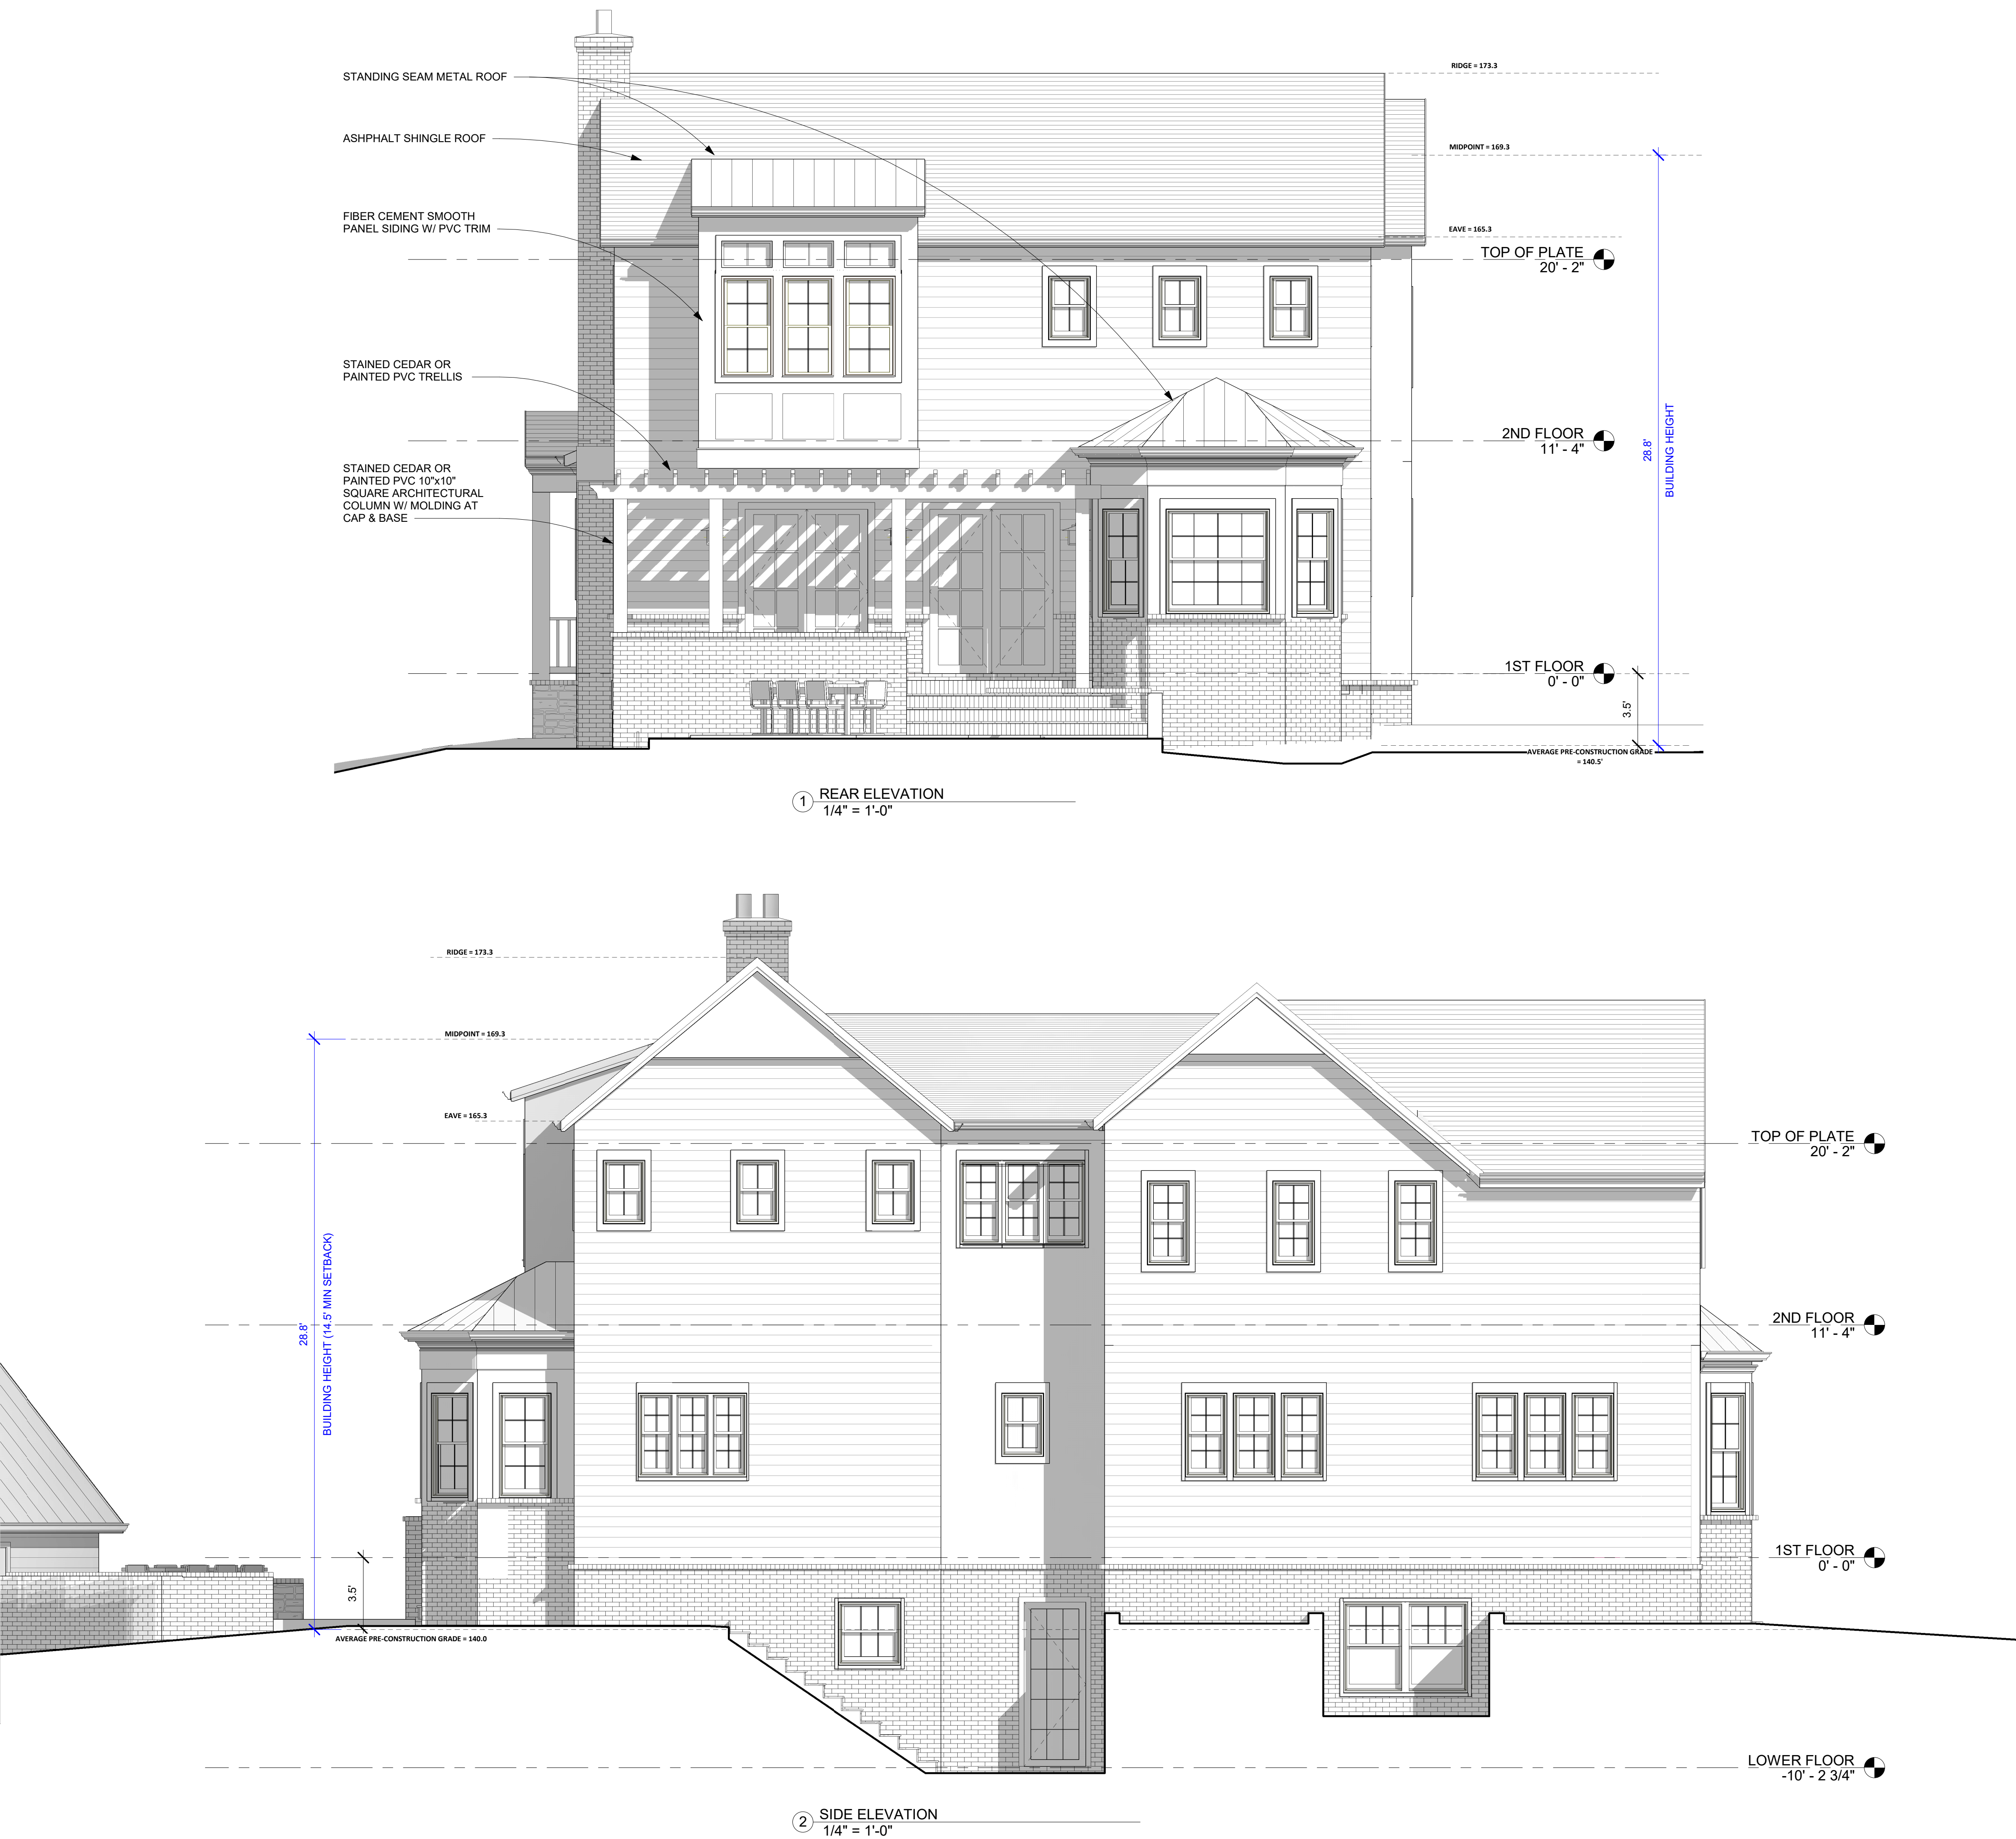 RIDGE = 173.3
STANDING SEAM METAL ROOF
ASHPHALT SHINGLE ROOF
MIDPOINT = 169.3
FIBER CEMENT SMOOTH
PANEL SIDING W/ PVC TRIM
EAVE = 165.3
TOP OF PLATE
20' - 2"
STAINED CEDAR OR
PAINTED PVC TRELLIS
2ND FLOOR
11' - 4"
28.8'
BUILDING HEIGHT
STAINED CEDAR OR
PAINTED PVC 10"x10"
SQUARE ARCHITECTURAL
COLUMN W/ MOLDING AT
CAP & BASE
1ST FLOOR
0' - 0"
3.5'
AVERAGE PRE-CONSTRUCTION GRADE
= 140.5'
1
REAR ELEVATION
1/4" = 1'-0"
RIDGE = 173.3
MIDPOINT = 169.3
EAVE = 165.3
TOP OF PLATE
20' - 2"
28.8'
BUILDING HEIGHT (14.5' MIN SETBACK)
2ND FLOOR
11' - 4"
1ST FLOOR
0' - 0"
3.5'
AVERAGE PRE-CONSTRUCTION GRADE = 140.0
LOWER FLOOR
-10' - 2 3/4"
2
SIDE ELEVATION
1/4" = 1'-0"